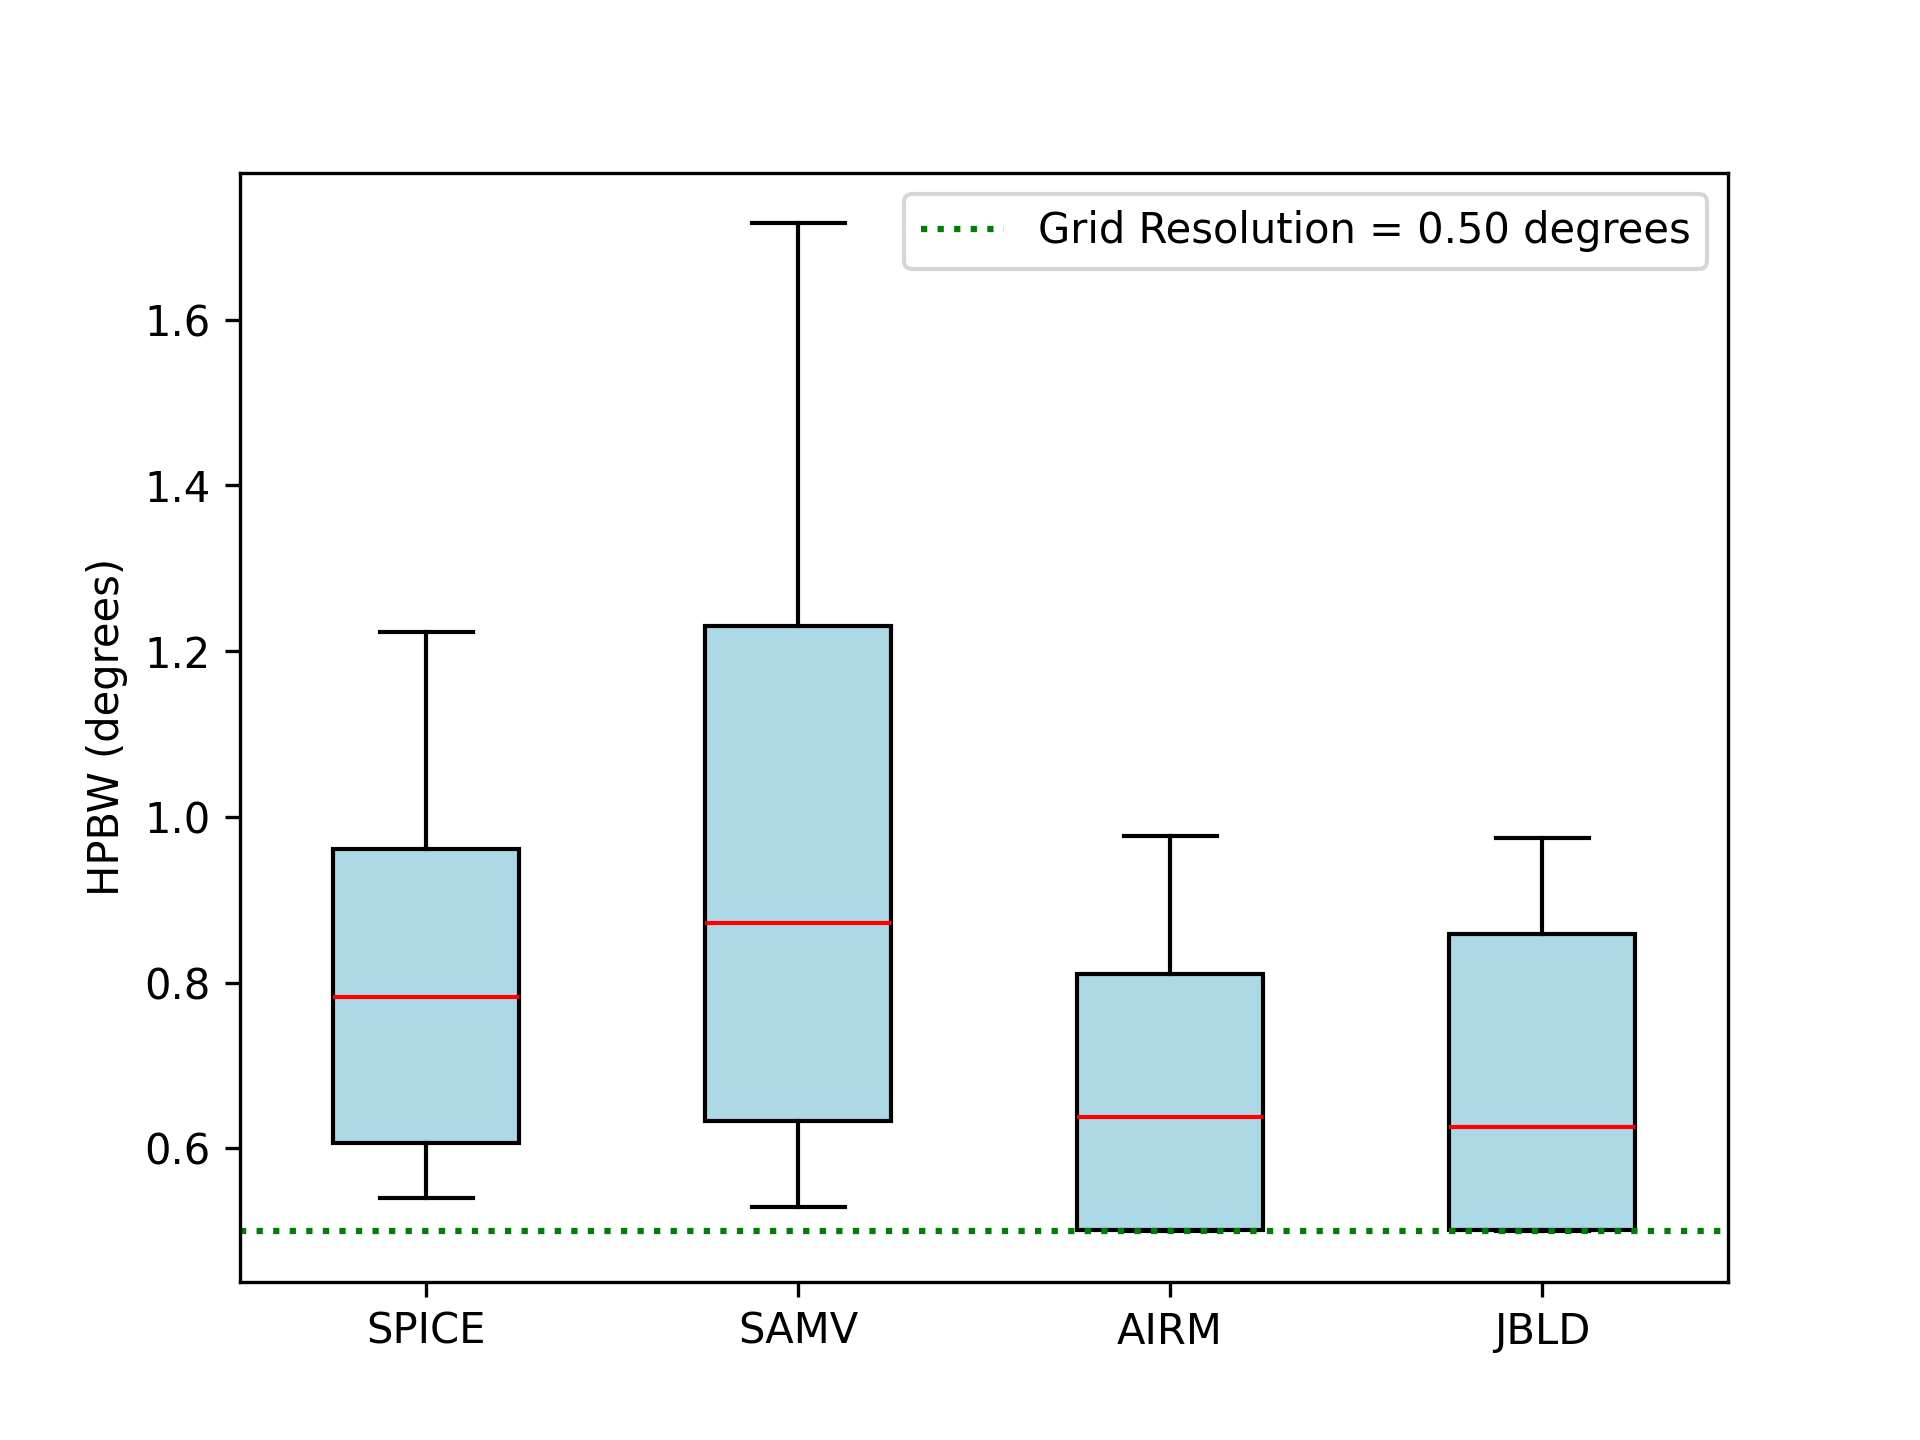 Grid Resolution = 0.50 degrees
HPBW (degrees)
1.6
1.4
1.2
1.0
0.8
0.6
SPICE SAMV AIRM JBLD